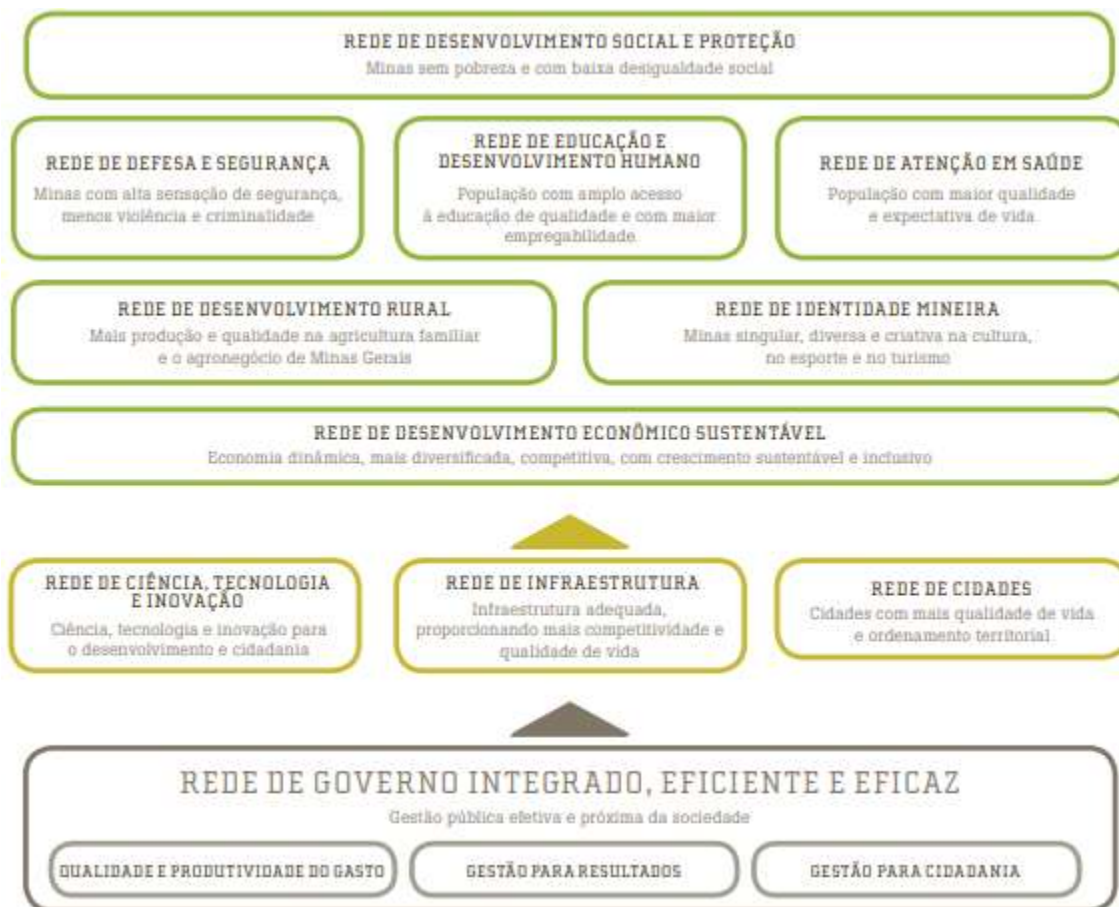 REDE DE DESENVOLVIMENTO SOCIAL E PROTEÇÃO
Minas sem pobreza e com baixa desigualdade social
REDE DE DEFESA E SEGURANÇA
Minas com alta sensação de segurança,
menos violência e criminalidade
REDE DE EDUCAÇÃO E
DESENVOLVIMENTO HUMANO
População com amplo acesso
à educação de qualidade e com maior
empregabilidade
REDE DE ATENÇÃO EM SAÚDE
População com maior qualidade
e expectativa de vida
REDE DE DESENVOLVIMENTO RURAL
Mais produção e qualidade na agricultura familiar
e o agronegócio de Minas Gerais
REDE DE IDENTIDADE MINEIRA
Minas singular, diversa e criativa na cultura,
no esporte e no turismo
REDE DE DESENVOLVIMENTO ECONÔMICO SUSTENTÁVEL
Economia dinâmica, mais diversificada, competitiva, com crescimento sustentável e inclusivo
REDE DE CIÊNCIA, TECNOLOGIA
E INOVAÇÃO
Ciência, tecnologia e inovação para
o desenvolvimento e cidadania
REDE DE INFRAESTRUTURA
Infraestrutura adequada,
proporcionando mais competitividade e
qualidade de vida
REDE DE CIDADES
Cidades com mais qualidade de vida
e ordenamento territorial
REDE DE GOVERNO INTEGRADO, EFICIENTE E EFICAZ
Gestão pública efetiva e próxima da sociedade
QUALIDADE E PRODUTIVIDADE DO GASTO
GESTÃO PARA RESULTADOS
GESTÃO PARA CIDADANIA